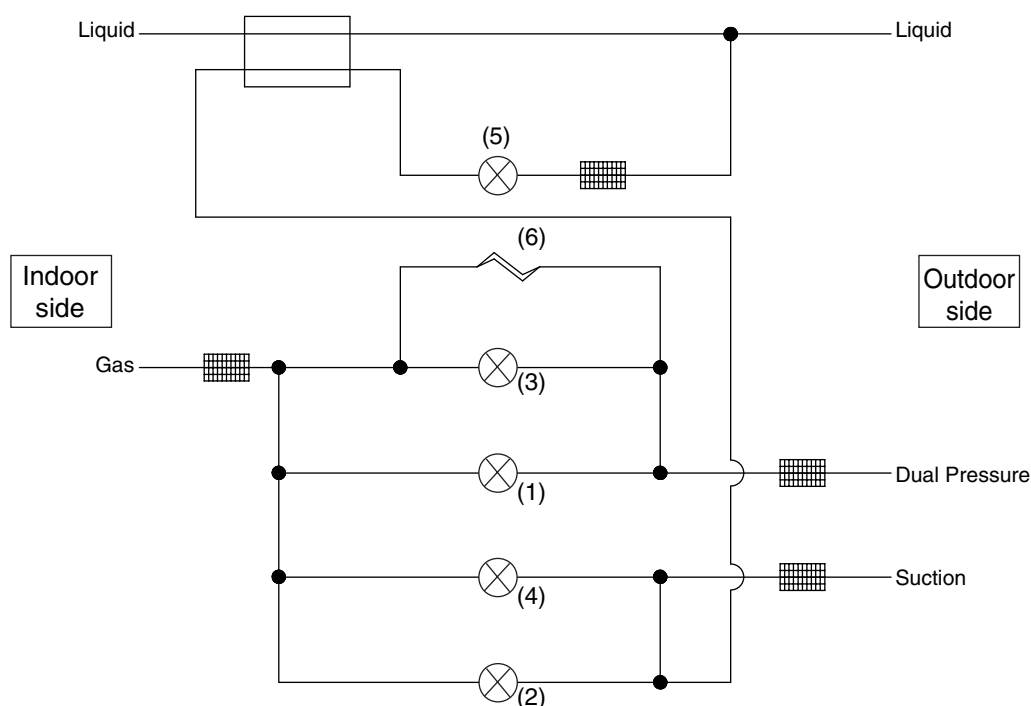 Liquid
Liquid
(5)
(6)
Indoor
side
Outdoor
side
Gas
(3)
(1)
Dual Pressure
(4)
Suction
(2)